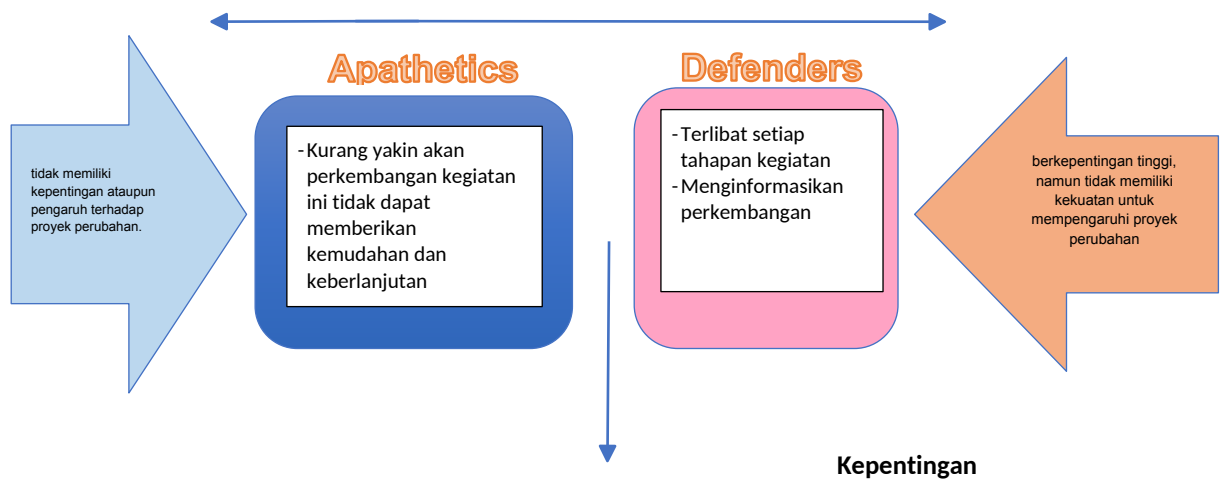 Apathetics
Defenders
tidak memiliki
kepentingan ataupun
pengaruh terhadap
proyek perubahan.
-Kurang yakin akan
perkembangan kegiatan
ini tidak dapat
memberikan
kemudahan dan
keberlanjutan
-Terlibat setiap
tahapan kegiatan
-Menginformasikan
perkembangan
berkepentingan tinggi,
namun tidak memiliki
kekuatan untuk
mempengaruhi proyek
perubahan
Kepentingan